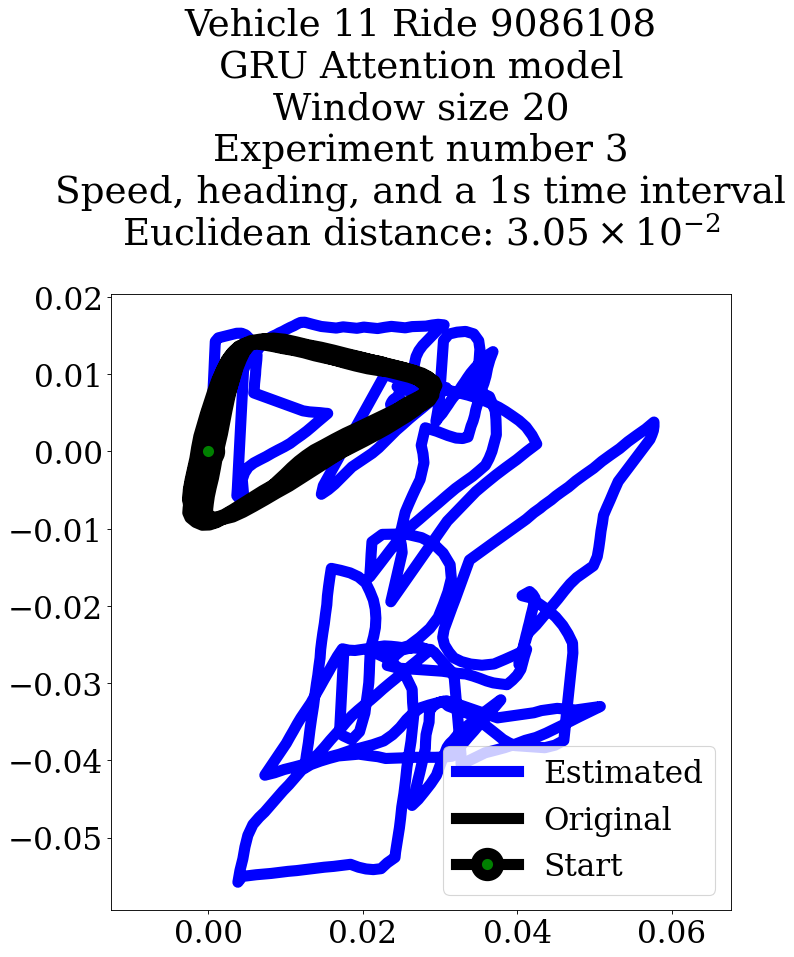 Vehicle 11 Ride 9086108
GRU Attention model
Window size 20
Experiment number 3
Speed, heading, and a 1s time interval
Euclidean distance: 3.05 × 10⁻²
0.02
0.01
0.00
−0.01
−0.02
−0.03
−0.04
−0.05
Estimated
Original
Start
0.00 0.02 0.04 0.06